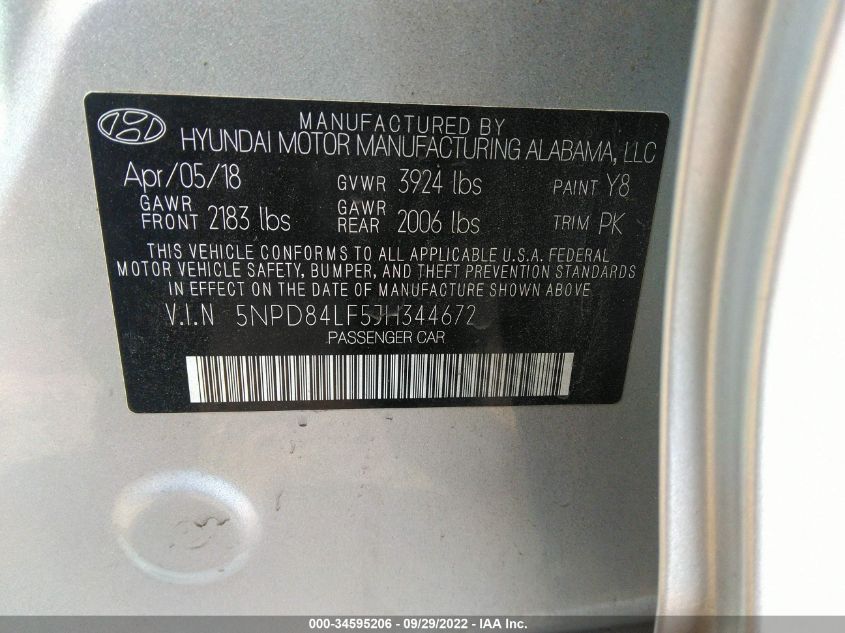 MANUFACTURED BY
HYUNDAI MOTOR MANUFACTURING ALABAMA, LLC
Apr/05/18 GVWR 3924 lbs PAINT Y8
GAWR FRONT 2183 lbs GAWR REAR 2006 lbs TRIM PK
THIS VEHICLE CONFORMS TO ALL APPLICABLE U.S.A. FEDERAL
MOTOR VEHICLE SAFETY, BUMPER, AND THEFT PREVENTION STANDARDS
IN EFFECT ON THE DATE OF MANUFACTURE SHOWN ABOVE.
V.I.N 5NPD84LF5JH344672
PASSENGER CAR
000-34595206 - 09/29/2022 - IAA Inc.